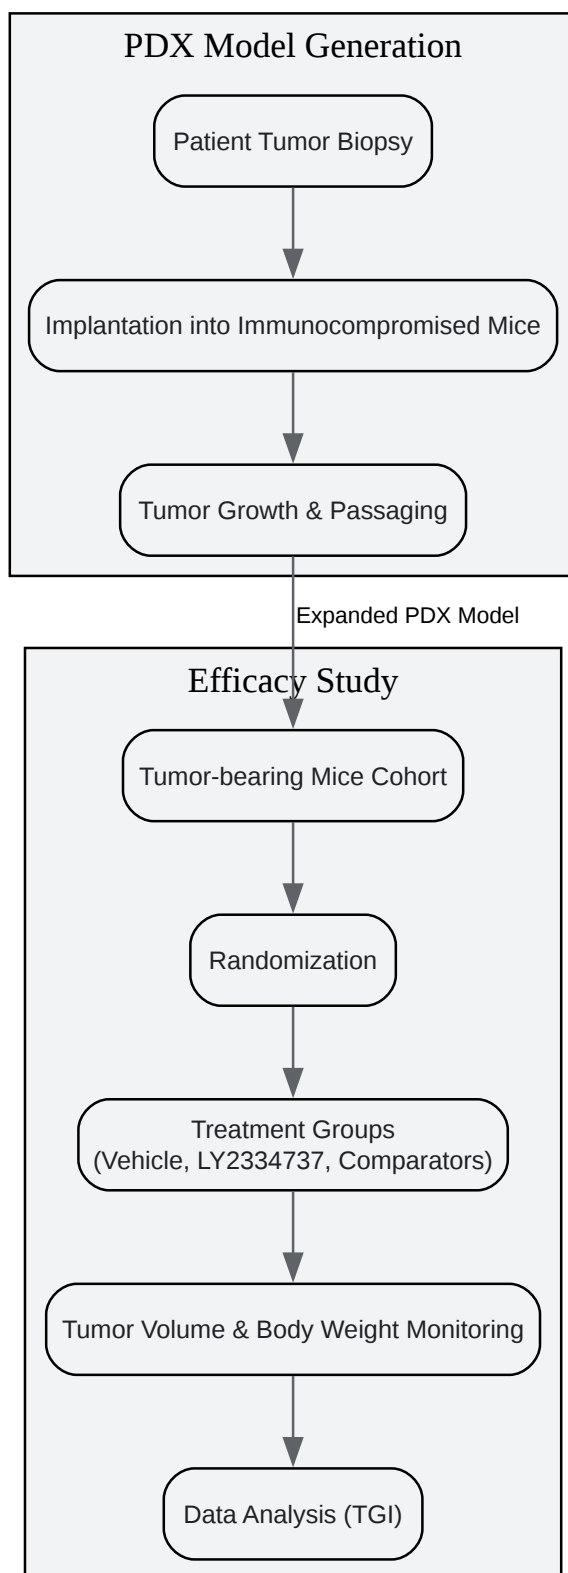 PDX Model Generation
Patient Tumor Biopsy
Implantation into Immunocompromised Mice
Tumor Growth & Passaging
Expanded PDX Model
Efficacy Study
Tumor-bearing Mice Cohort
Randomization
Treatment Groups
(Vehicle, LY2334737, Comparators)
Tumor Volume & Body Weight Monitoring
Data Analysis (TGI)